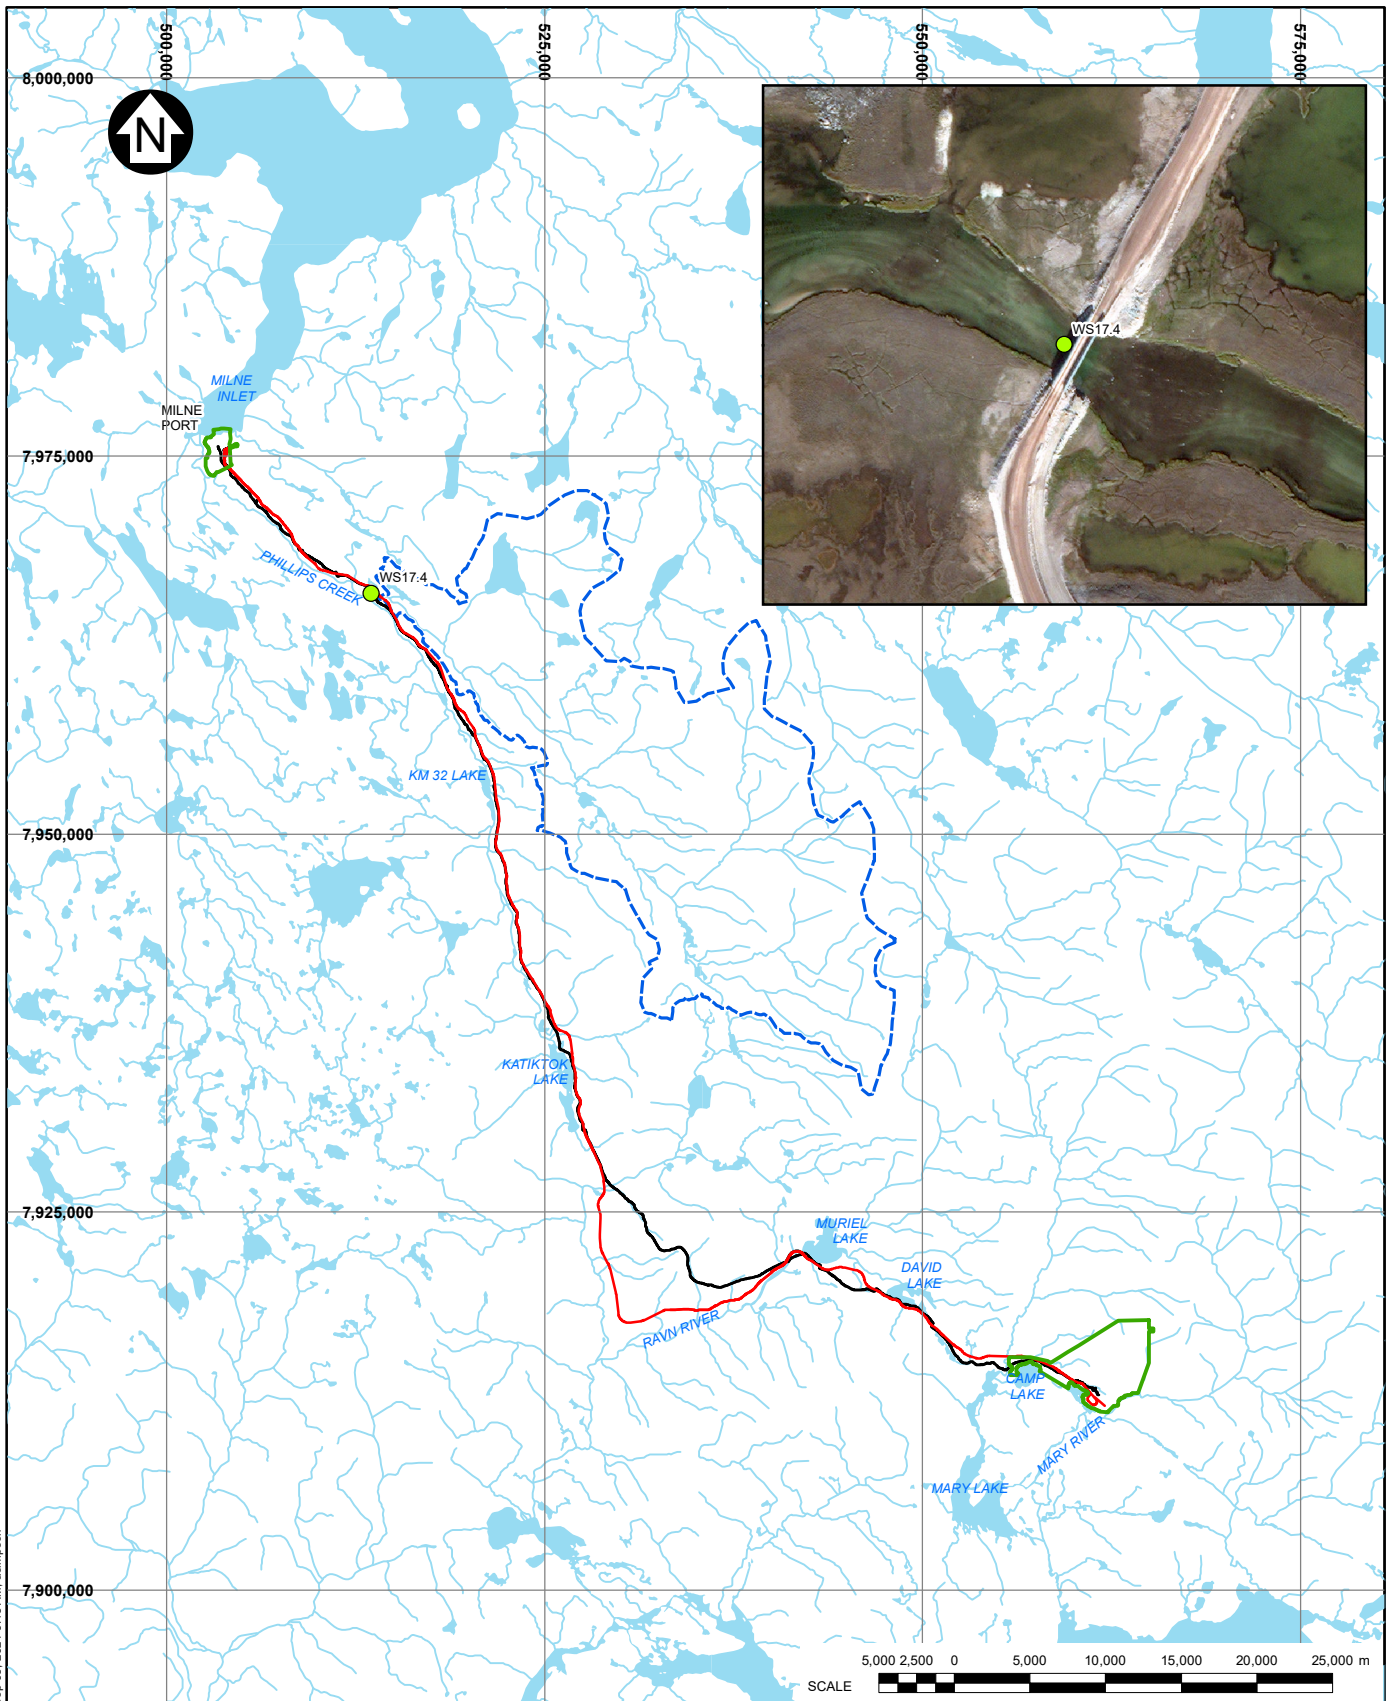 500,000
525,000
550,000
575,000
8,000,000
N
WS17.4
MILNE
INLET
MILNE
PORT
7,975,000
PHILLIPS CREEK
WS17.4
KM 32 LAKE
7,950,000
KATIKTOK
LAKE
7,925,000
MURIEL
LAKE
DAVID
LAKE
RAVN RIVER
CAMP
LAKE
MARY RIVER
MARY LAKE
7,900,000
5,000 2,500 0 5,000 10,000 15,000 20,000 25,000 m
SCALE